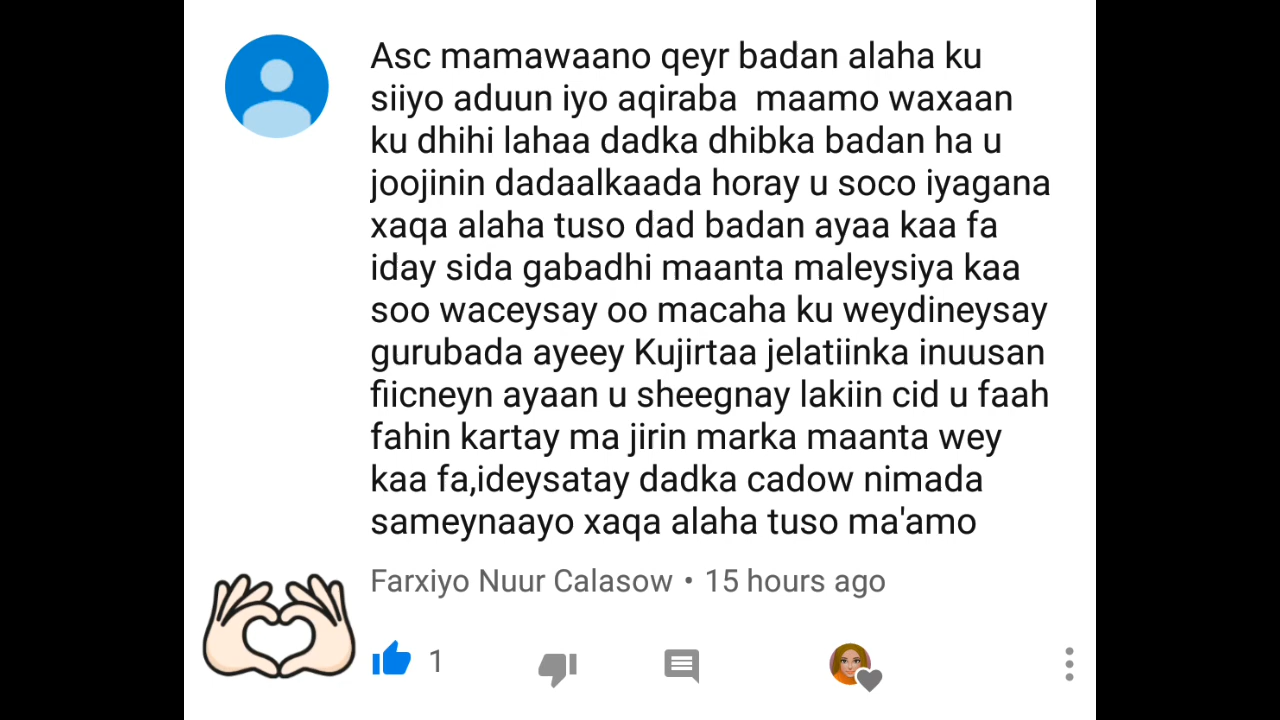 Asc mamawaano qeyr badan alaha ku
siiyo aduun iyo aqiraba  maamo waxaan
ku dhihi lahaa dadka dhibka badan ha u
joojinin dadaalkaada horay u soco iyagana
xaqa alaha tuso dad badan ayaa kaa fa
iday sida gabadhi maanta maleysiya kaa
soo waceysay oo macaha ku weydineysay
gurubada ayeey Kujirtaa jelatiinka inuusan
fiicneyn ayaan u sheegnay lakiin cid u faah
fahin kartay ma jirin marka maanta wey
kaa fa,ideysatay dadka cadow nimada
sameynaayo xaqa alaha tuso ma'amo
Farxiyo Nuur Calasow • 15 hours ago
1